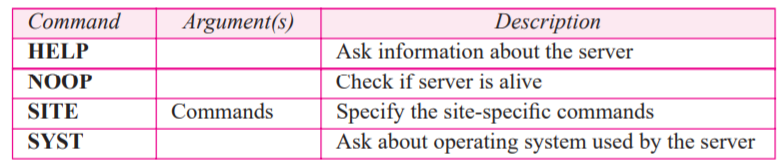 Command Argument(s) Description
HELP Ask information about the server
NOOP Check if server is alive
SITE Commands Specify the site-specific commands
SYST Ask about operating system used by the server